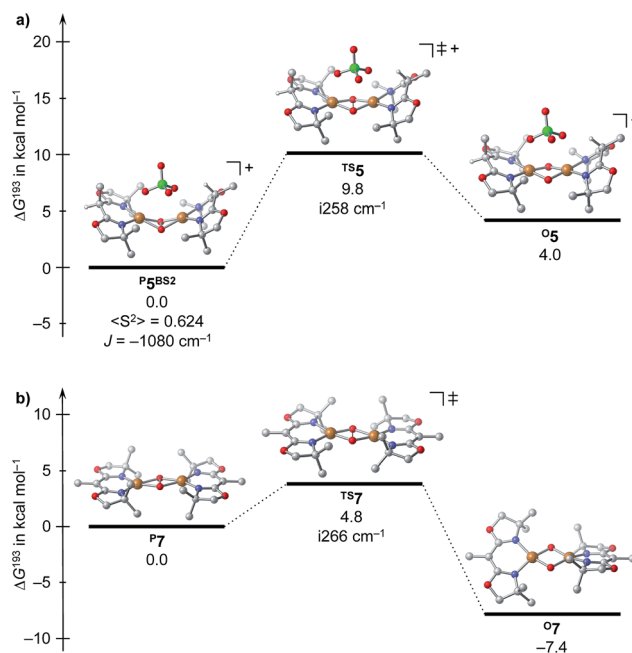 a)
20
15
10
5
0
–5
ΔG¹⁹³ in kcal mol⁻¹
‡ +
ᵀˢ5
9.8
i258 cm⁻¹
+
ᴾ5ᴮˢ²
0.0
<S²> = 0.624
J = –1080 cm⁻¹
ᴼ5
4.0
b)
10
5
0
–5
–10
ΔG¹⁹³ in kcal mol⁻¹
‡
ᵀˢ7
4.8
i266 cm⁻¹
ᴾ7
0.0
ᴼ7
–7.4